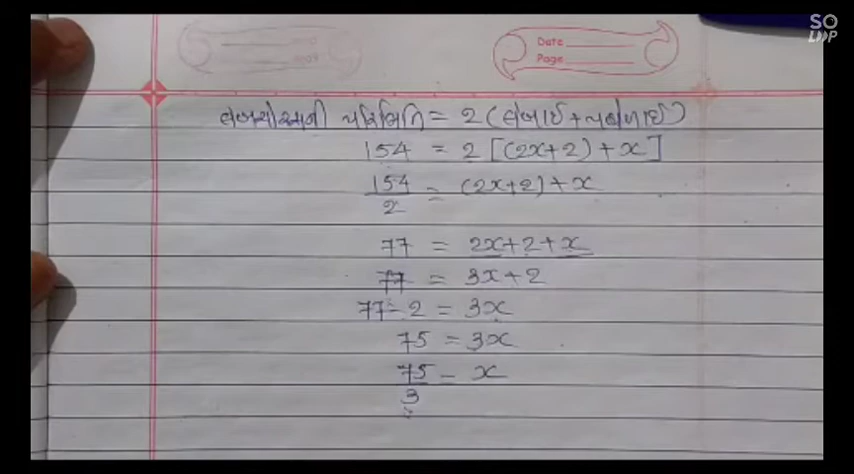 SO
LOOP
Date
Page
લંબચોરસની પરિમિતિ = 2 (લંબાઈ + પહોળાઈ)
154 = 2 [(2x+2) + x]
154/2 = (2x+2) + x
77 = 2x+2+x
77 = 3x+2
77-2 = 3x
75 = 3x
75/3 = x